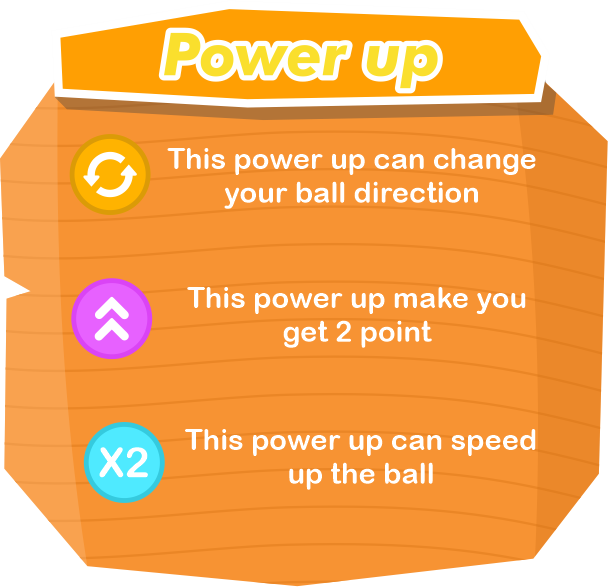 Power up
This power up can change
your ball direction
This power up make you
get 2 point
X2
This power up can speed
up the ball